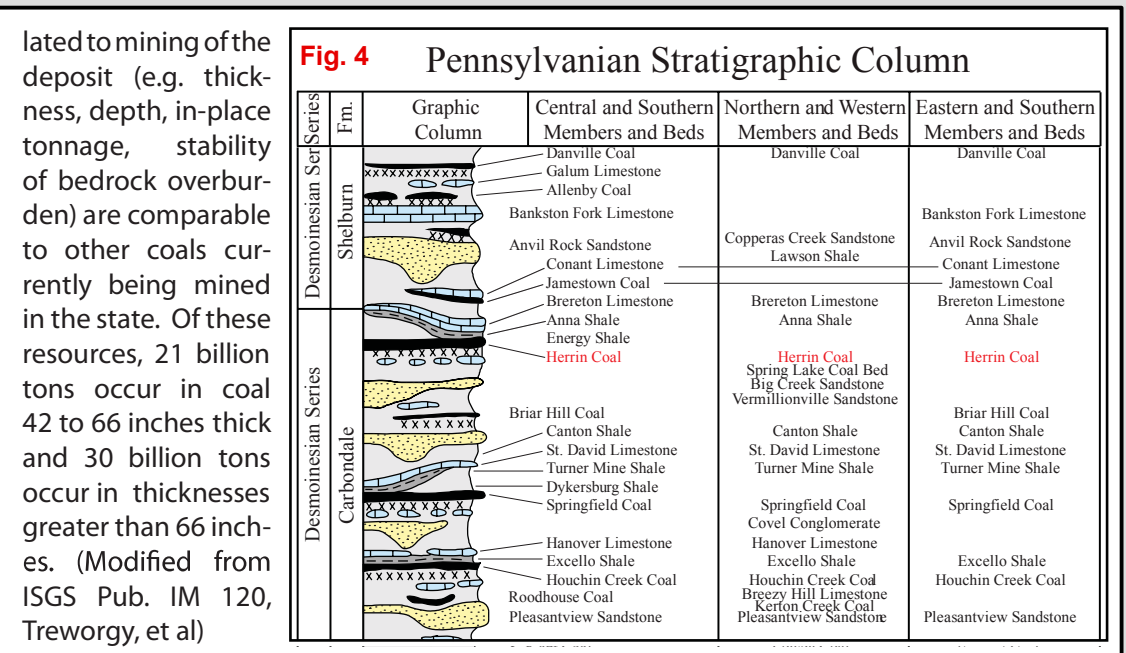 lated to mining of the
deposit (e.g. thick-
ness, depth, in-place
tonnage, stability
of bedrock overbur-
den) are comparable
to other coals cur-
rently being mined
in the state. Of these
resources, 21 billion
tons occur in coal
42 to 66 inches thick
and 30 billion tons
occur in thicknesses
greater than 66 inch-
es. (Modified from
ISGS Pub. IM 120,
Treworgy, et al)
Fig. 4
Pennsylvanian Stratigraphic Column
Series
Fm.
Graphic
Column
Central and Southern
Members and Beds
Northern and Western
Members and Beds
Eastern and Southern
Members and Beds
Desmoinesian Series
Shelburn
Desmoinesian Series
Carbondale
Danville Coal
Galum Limestone
Allenby Coal
Bankston Fork Limestone
Anvil Rock Sandstone
Conant Limestone
Jamestown Coal
Brereton Limestone
Anna Shale
Energy Shale
Herrin Coal
Briar Hill Coal
Canton Shale
St. David Limestone
Turner Mine Shale
Dykersburg Shale
Springfield Coal
Hanover Limestone
Excello Shale
Houchin Creek Coal
Roodhouse Coal
Pleasantview Sandstone
Danville Coal
Copperas Creek Sandstone
Lawson Shale
Brereton Limestone
Anna Shale
Herrin Coal
Spring Lake Coal Bed
Big Creek Sandstone
Vermillionville Sandstone
Canton Shale
St. David Limestone
Turner Mine Shale
Springfield Coal
Covel Conglomerate
Hanover Limestone
Excello Shale
Houchin Creek Coal
Breezy Hill Limestone
Kerton Creek Coal
Pleasantview Sandstone
Danville Coal
Bankston Fork Limestone
Anvil Rock Sandstone
Conant Limestone
Jamestown Coal
Brereton Limestone
Anna Shale
Herrin Coal
Briar Hill Coal
Canton Shale
St. David Limestone
Turner Mine Shale
Springfield Coal
Excello Shale
Houchin Creek Coal
Pleasantview Sandstone